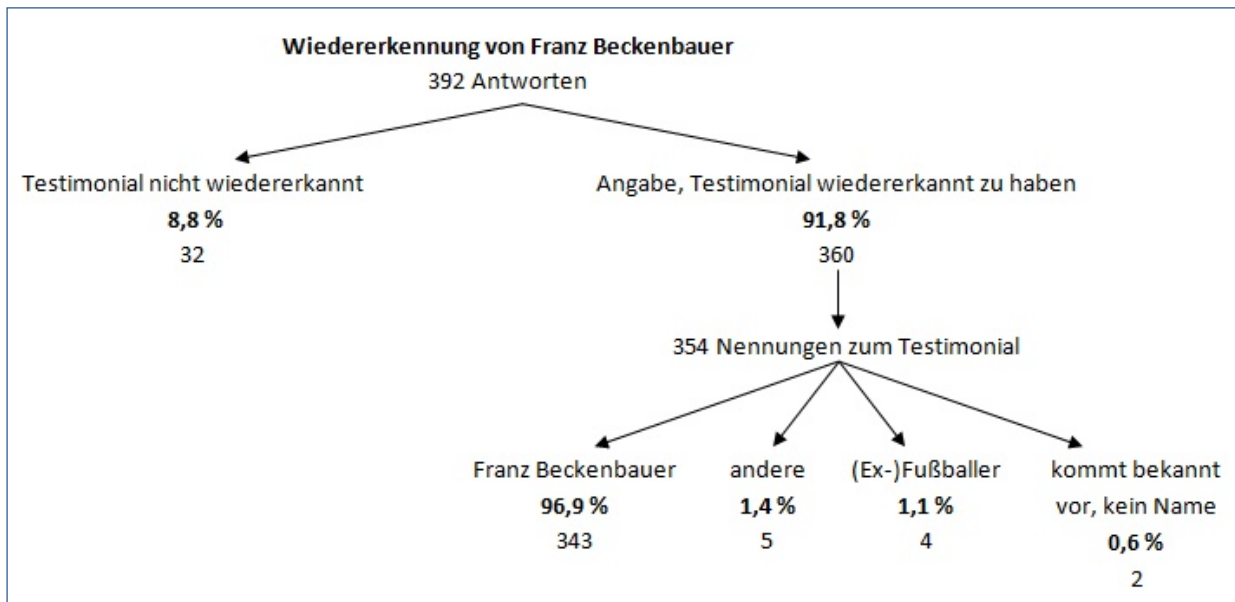 Wiedererkennung von Franz Beckenbauer
392 Antworten
Testimonial nicht wiedererkannt
8,8 %
32
Angabe, Testimonial wiedererkannt zu haben
91,8 %
360
354 Nennungen zum Testimonial
Franz Beckenbauer
96,9 %
343
andere
1,4 %
5
(Ex-)Fußballer
1,1 %
4
kommt bekannt
vor, kein Name
0,6 %
2